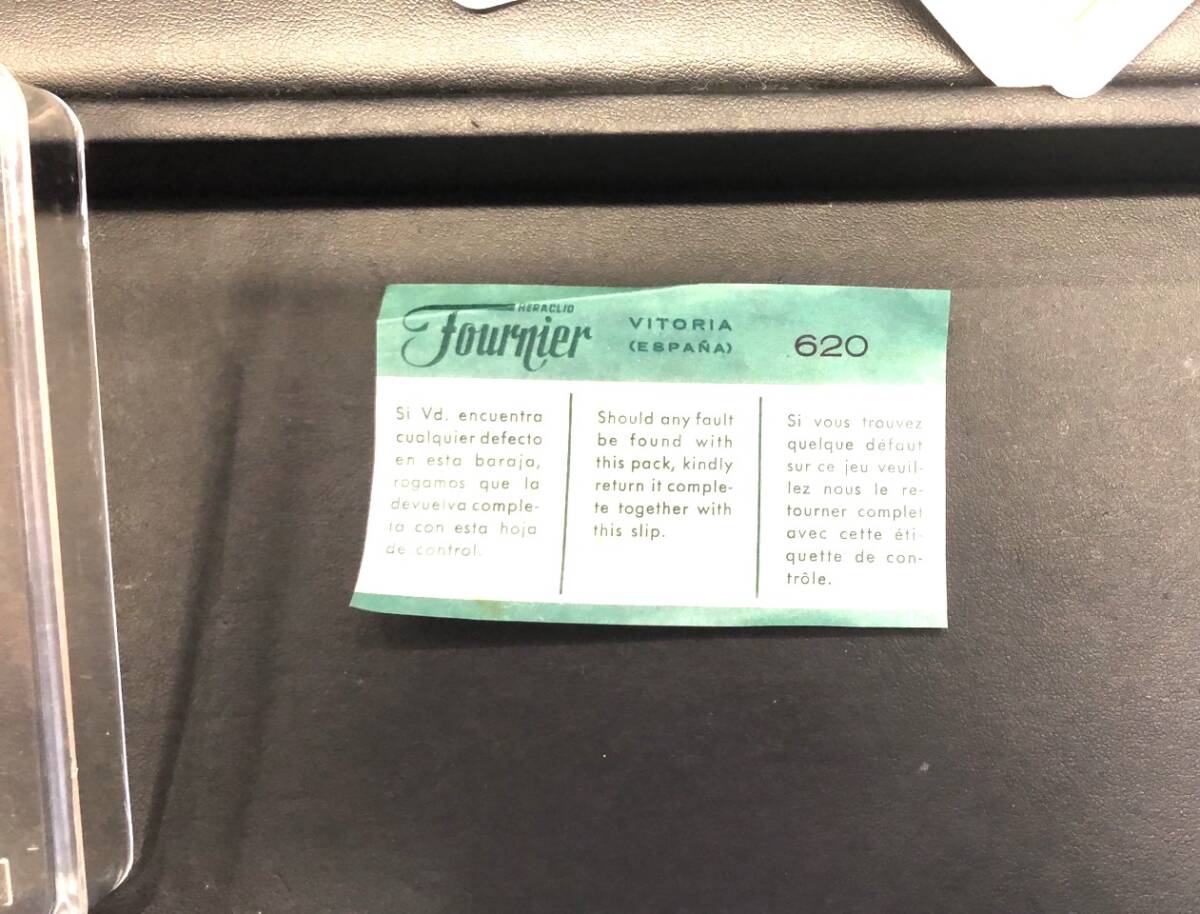 HERACLIO
Fournier
VITORIA
(ESPAÑA)
620
Si Vd. encuentra
cualquier defecto
en esta baraja,
rogamos que la
devuelva comple-
ta con esta hoja
de control.
Should any fault
be found with
this pack, kindly
return it comple-
te together with
this slip.
Si vous trouvez
quelque défaut
sur ce jeu veuil-
lez nous le re-
tourner complet
avec cette éti-
quette de con-
trôle.